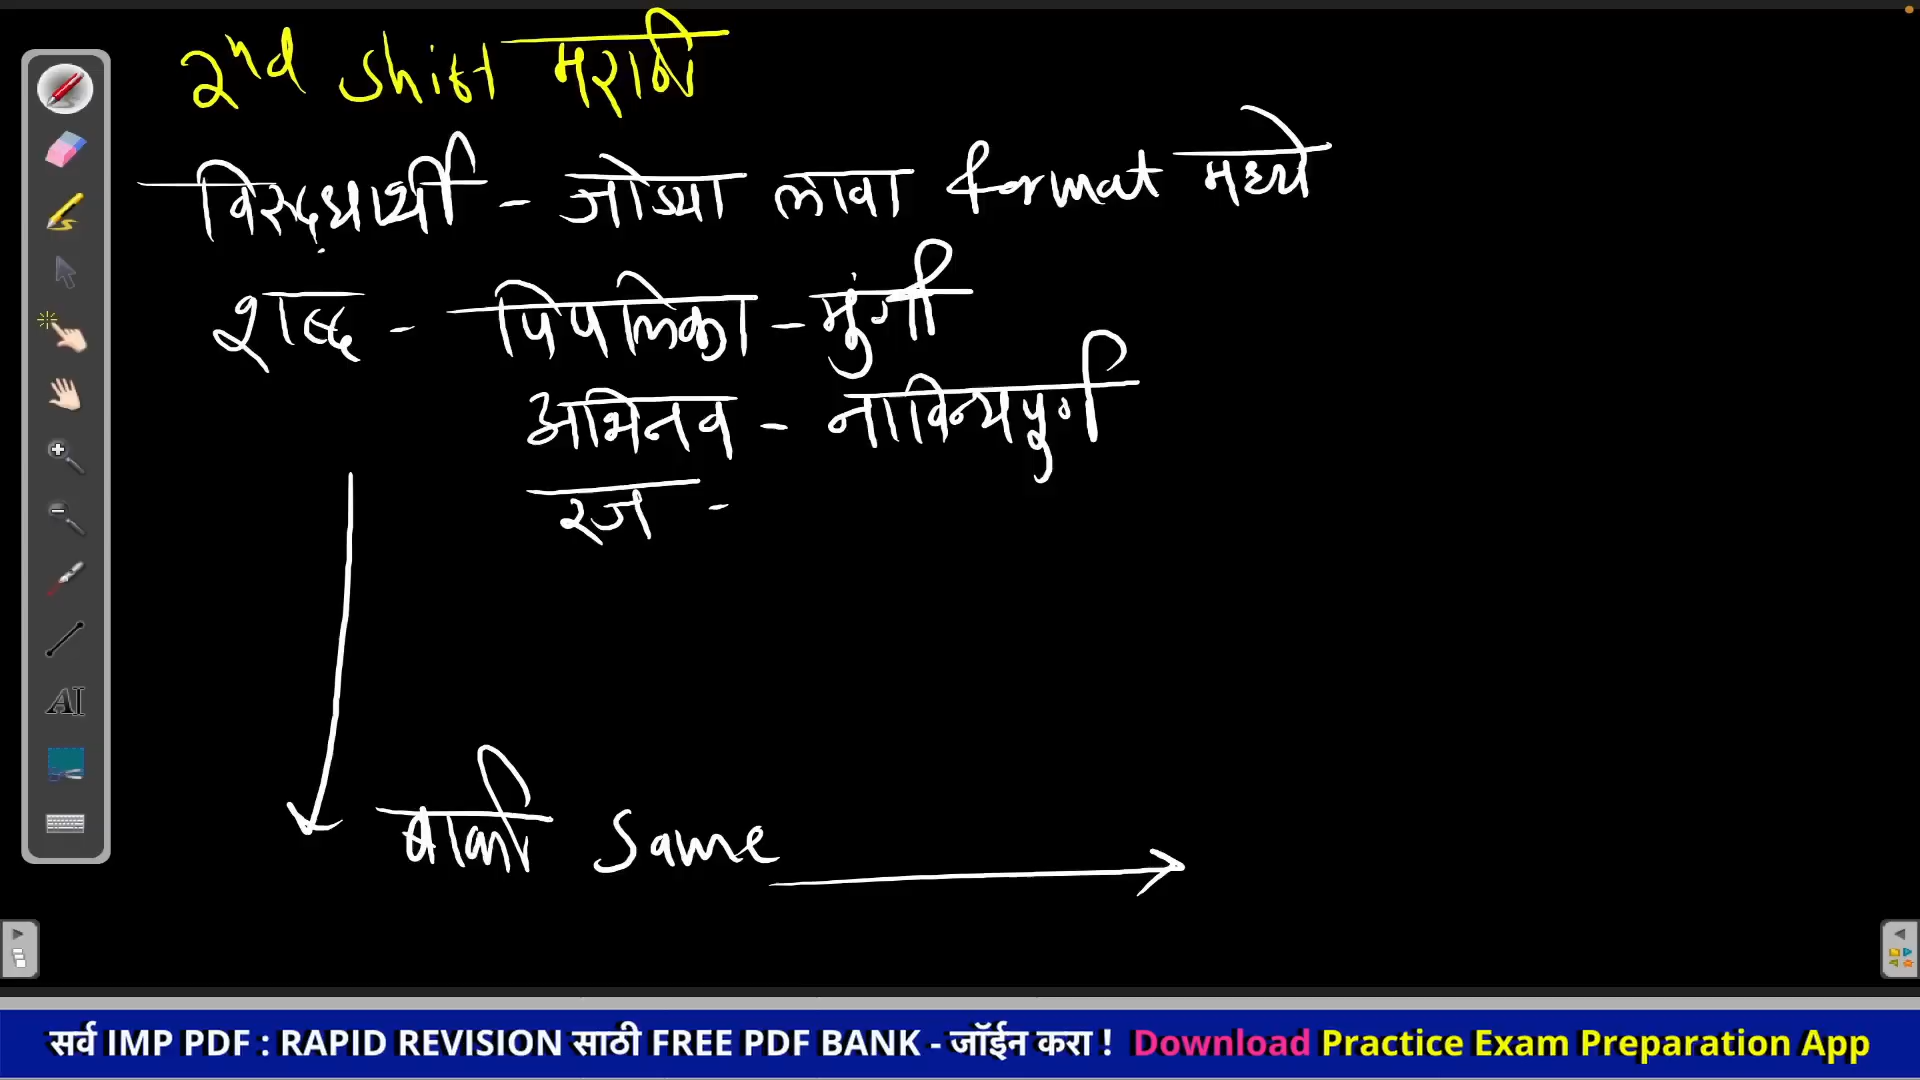 2nd shift मराठी
विरुद्धार्थी - जोड्या लावा format मध्ये
शब्द - पिपलिका - मुंगी
अभिनव - नाविन्यपूर्ण
रज -
बाकी Same
सर्व IMP PDF : RAPID REVISION साठी FREE PDF BANK - जॉईन करा ! Download Practice Exam Preparation App